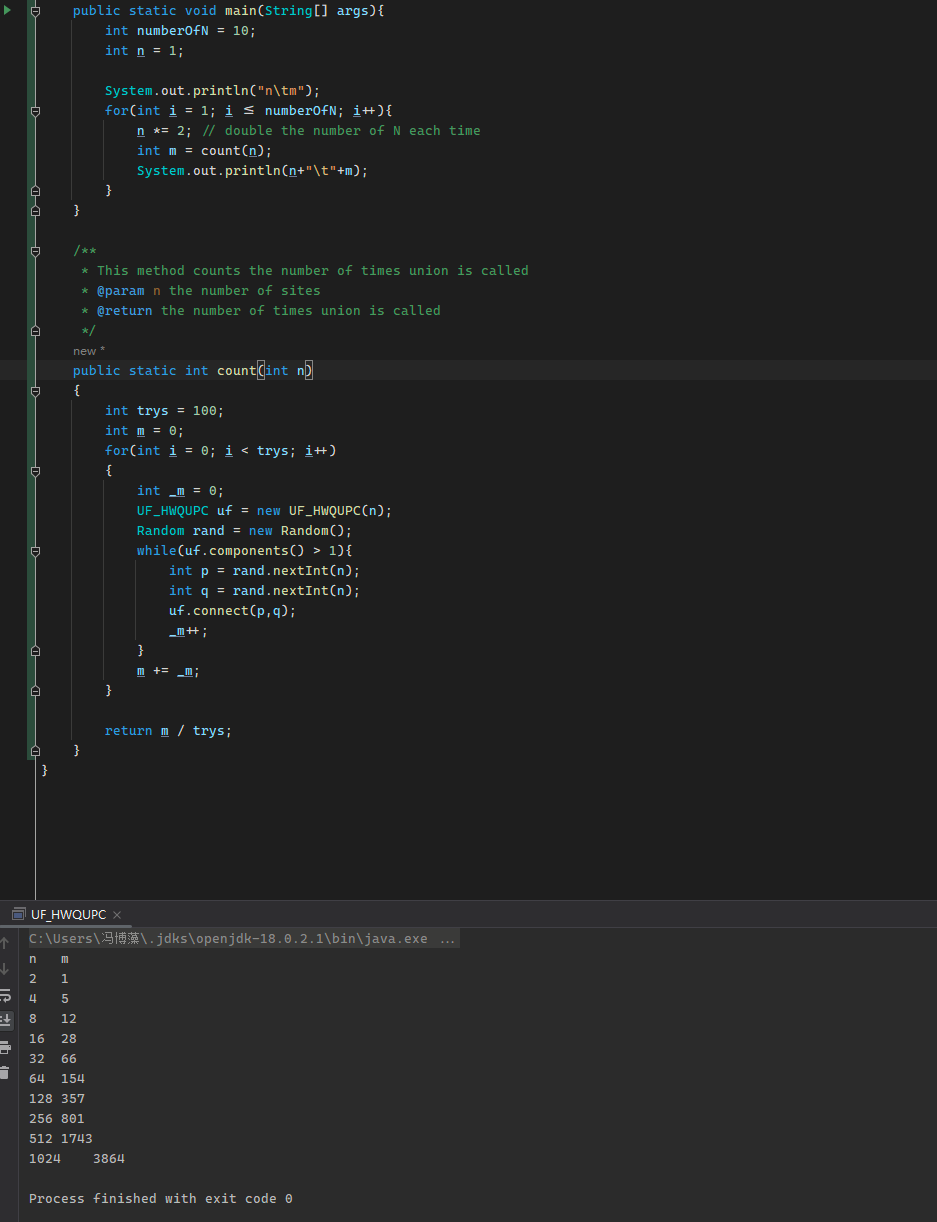 public static void main(String[] args){
int numberOfN = 10;
int n = 1;
System.out.println("n\tm");
for(int i = 1; i ≤ numberOfN; i++){
n *= 2; // double the number of N each time
int m = count(n);
System.out.println(n+"\t"+m);
}
}
/**
* This method counts the number of times union is called
* @param n the number of sites
* @return the number of times union is called
*/
new *
public static int count(int n)
{
int trys = 100;
int m = 0;
for(int i = 0; i < trys; i++)
{
int _m = 0;
UF_HWQUPC uf = new UF_HWQUPC(n);
Random rand = new Random();
while(uf.components() > 1){
int p = rand.nextInt(n);
int q = rand.nextInt(n);
uf.connect(p,q);
_m++;
}
m += _m;
}
return m / trys;
}
}
UF_HWQUPC ×
C:\Users\冯博藻\.jdks\openjdk-18.0.2.1\bin\java.exe ...
n m
2 1
4 5
8 12
16 28
32 66
64 154
128 357
256 801
512 1743
1024 3864
Process finished with exit code 0